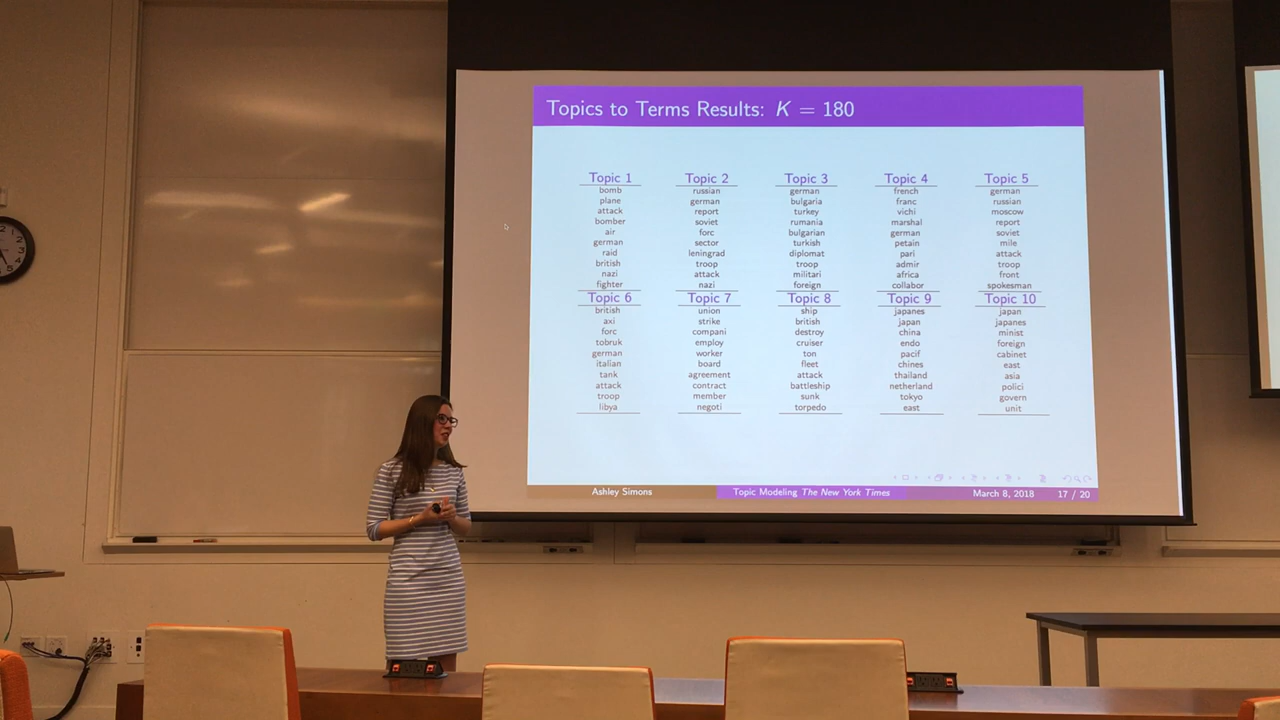 Topics to Terms Results: K = 180
Topic 1 Topic 2 Topic 3 Topic 4 Topic 5
bomb russian german french german
plane german bulgaria franc russian
attack report turkey vichi moscow
bomber soviet rumania marshal report
air forc bulgarian german soviet
german sector turkish petain mile
raid leningrad diplomat pari attack
british troop troop admir troop
nazi attack militari africa front
fighter nazi foreign collabor spokesman
Topic 6 Topic 7 Topic 8 Topic 9 Topic 10
british union ship japanes japan
axi strike british japan japanes
forc compani destroy china minist
tobruk employ cruiser endo foreign
german worker ton pacif cabinet
italian board fleet chines east
tank agreement attack thailand asia
attack contract battleship netherland polici
troop member sunk tokyo govern
libya negoti torpedo east unit
Ashley Simons Topic Modeling The New York Times March 8, 2018 17 / 20